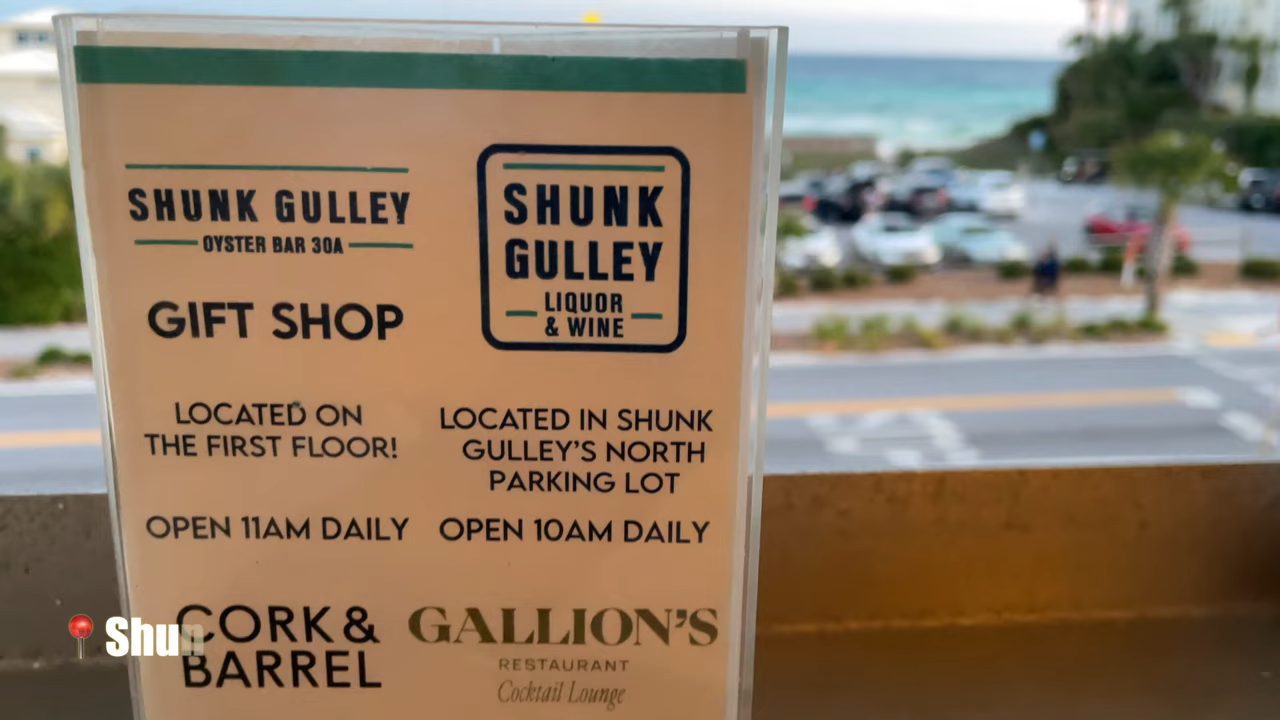 SHUNK GULLEY
OYSTER BAR 30A
GIFT SHOP
LOCATED ON
THE FIRST FLOOR!
OPEN 11AM DAILY
SHUNK
GULLEY
LIQUOR
& WINE
LOCATED IN SHUNK
GULLEY'S NORTH
PARKING LOT
OPEN 10AM DAILY
CORK &
BARREL
GALLION'S
RESTAURANT
Cocktail Lounge
Shun